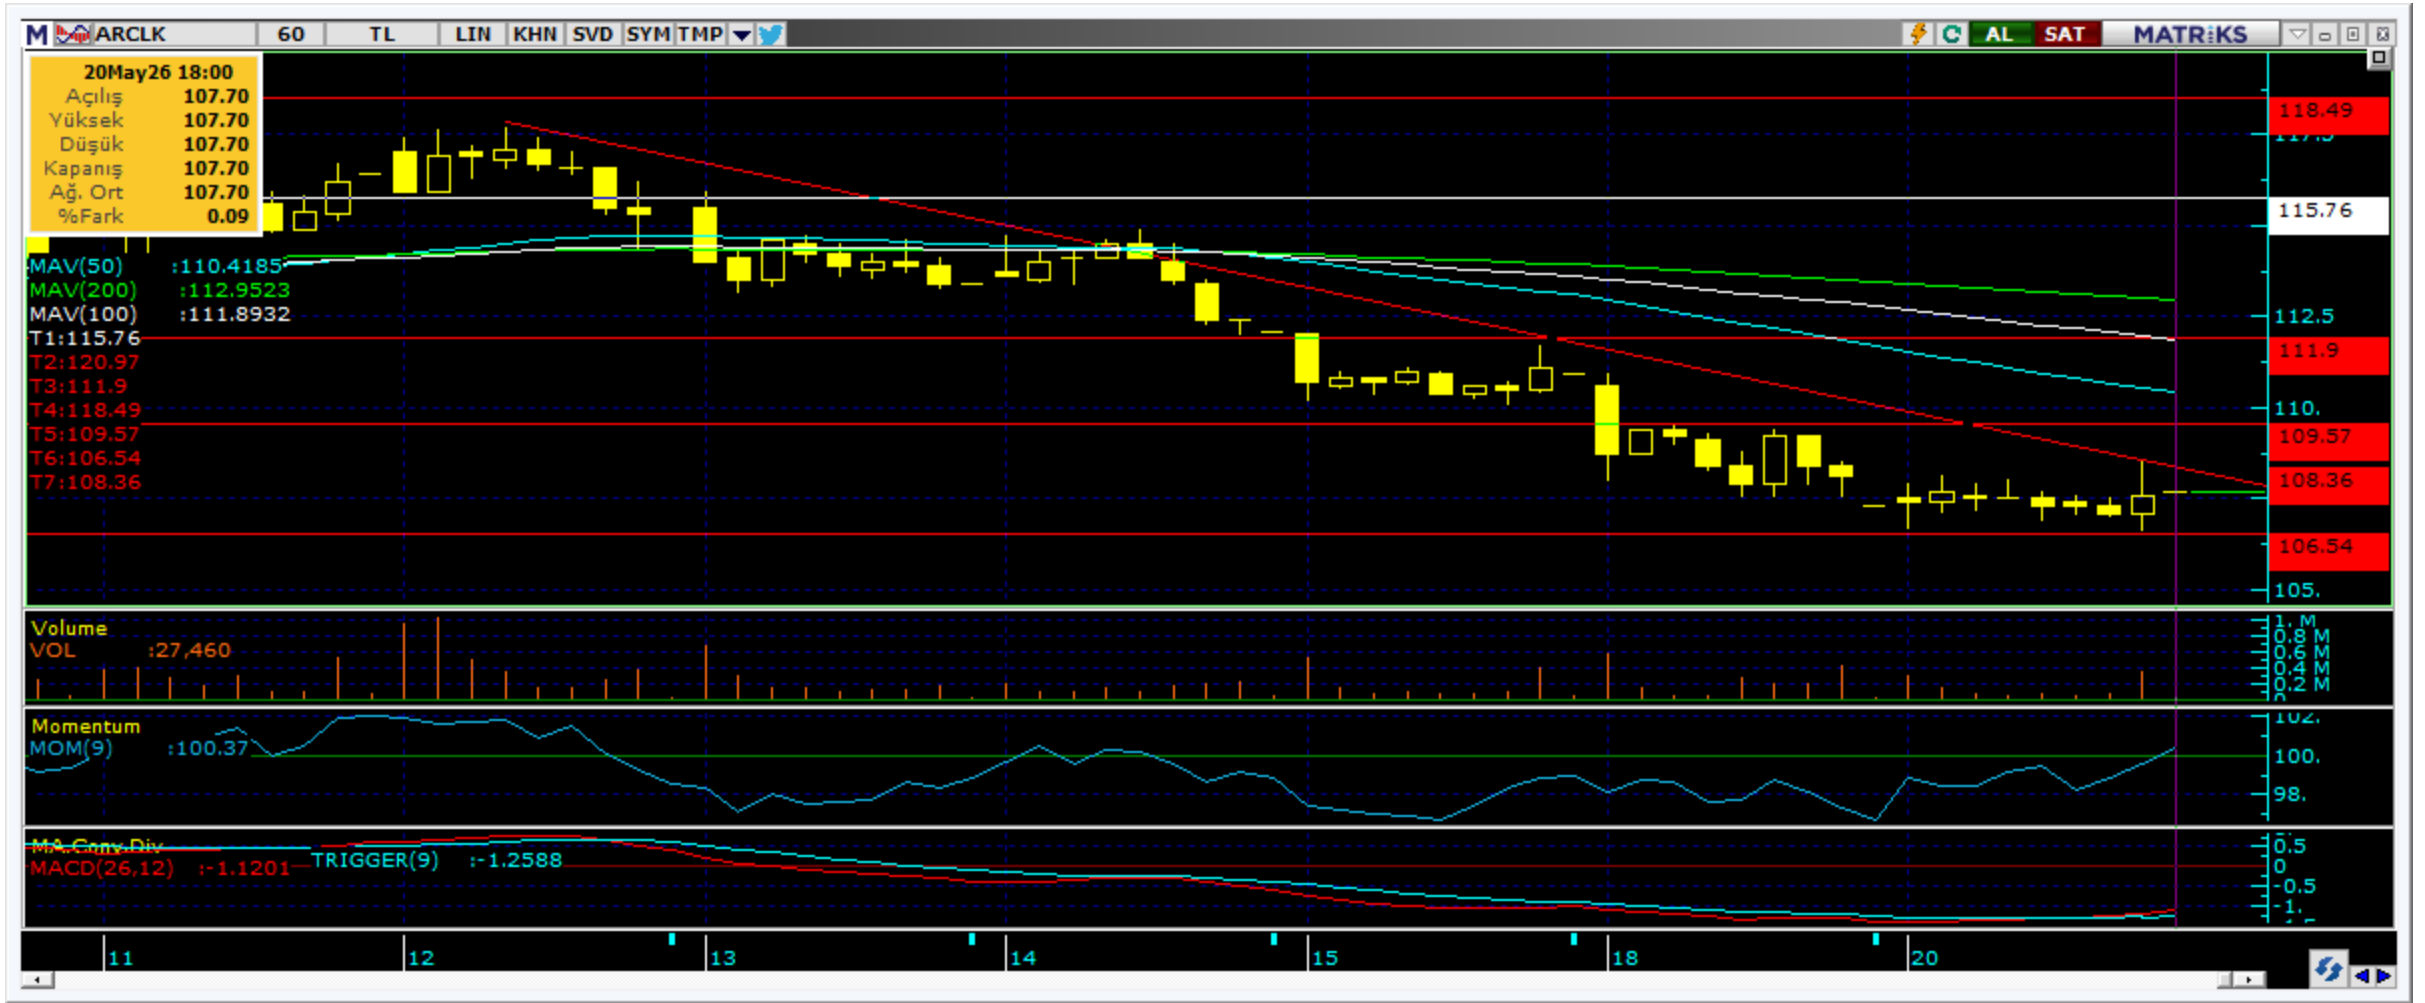 M ARCLK 60 TL LIN KHN SVD SYM TMP AL SAT MATRiKS
20May26 18:00
Açılış 107.70
Yüksek 107.70
Düşük 107.70
Kapanış 107.70
Ağ. Ort 107.70
%Fark 0.09
MAV(50) :110.4185
MAV(200) :112.9523
MAV(100) :111.8932
T1:115.76
T2:120.97
T3:111.9
T4:118.49
T5:109.57
T6:106.54
T7:108.36
118.49
117.5
115.76
112.5
111.9
110.
109.57
108.36
106.54
105.
Volume
VOL :27,460
1. M
0.8 M
0.6 M
0.4 M
0.2 M
0
Momentum
MOM(9) :100.37
102.
100.
98.
MA.Conv.Div
MACD(26,12) :-1.1201 TRIGGER(9) :-1.2588
0.5
0
-0.5
-1.
-1.5
11 12 13 14 15 18 20